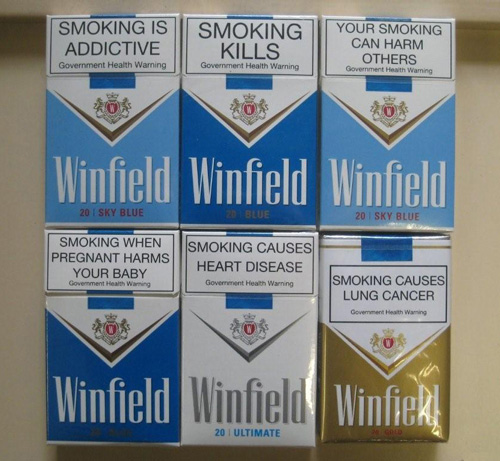 SMOKING IS
ADDICTIVE
Government Health Warning
Winfield
20 | SKY BLUE
SMOKING
KILLS
Government Health Warning
W
Winfield
20 | BLUE
YOUR SMOKING
CAN HARM
OTHERS
Government Health Warning
Winfield
20 | SKY BLUE
SMOKING WHEN
PREGNANT HARMS
YOUR BABY
Government Health Warning
W
Winfield
SMOKING CAUSES
HEART DISEASE
Government Health Warning
W
Winfield
20 | ULTIMATE
SMOKING CAUSES
LUNG CANCER
Government Health Warning
W
Winfield